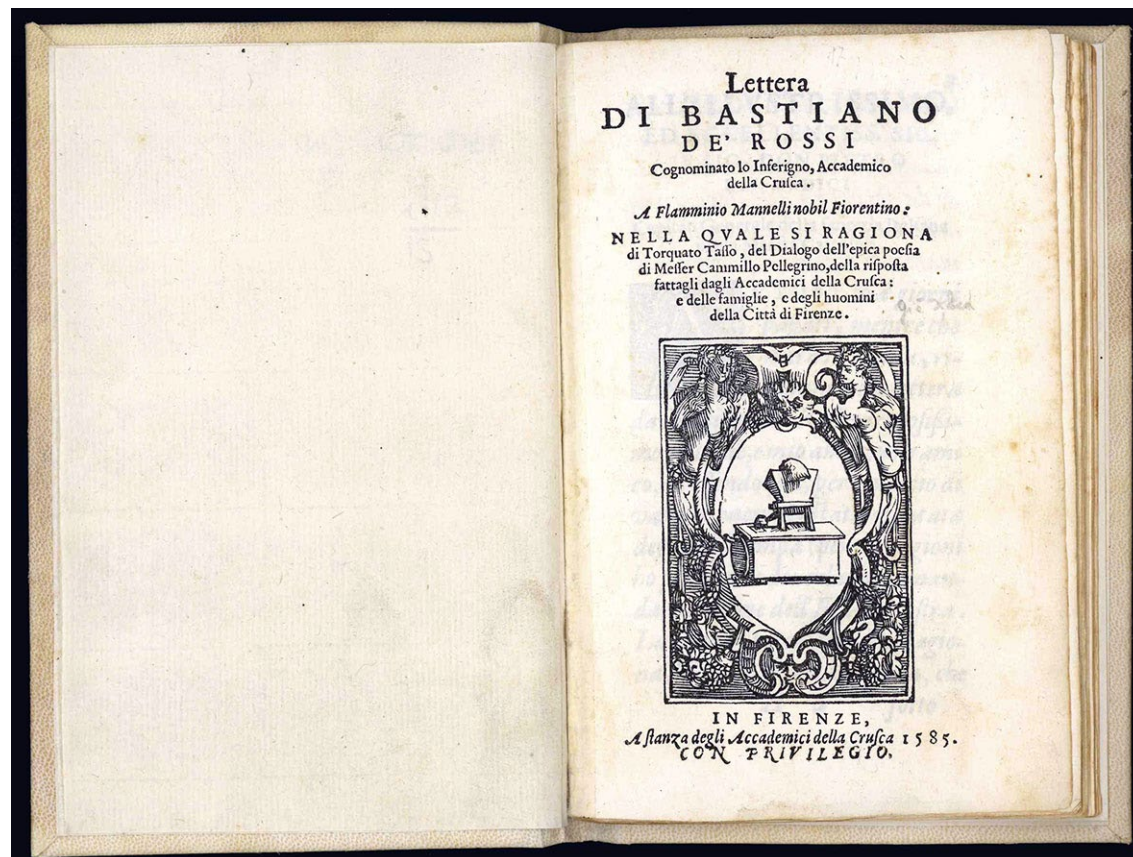 Lettera
DI BASTIANO
DE' ROSSI
Cognominato lo Inferigno, Accademico
della Cruſca.
A Flamminio Mannelli nobil Fiorentino:
NELLA QVALE SI RAGIONA
di Torquato Taſſo, del Dialogo dell'epica poeſia
di Meſſer Cammillo Pellegrino, della riſpoſta
fattagli dagli Accademici della Cruſca:
e delle famiglie, e degli huomini
della Città di Firenze.
IN FIRENZE,
A ſtanza degli Accademici della Cruſca 1585.
CON PRIVILEGIO.